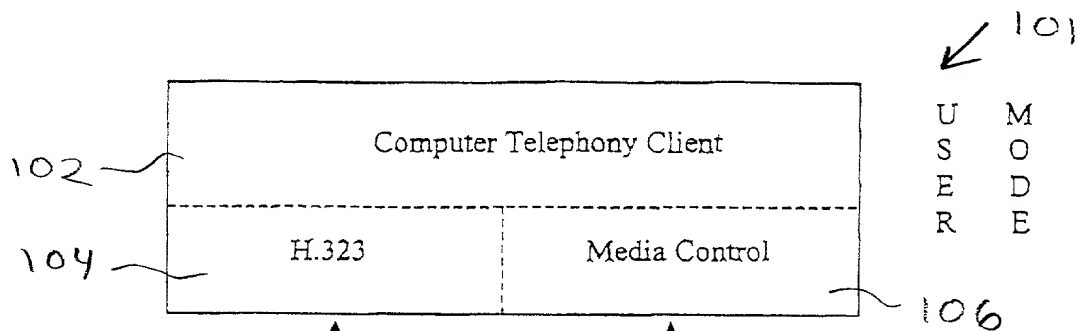 101
USER MODE
Computer Telephony Client
102
H.323
Media Control
104
106